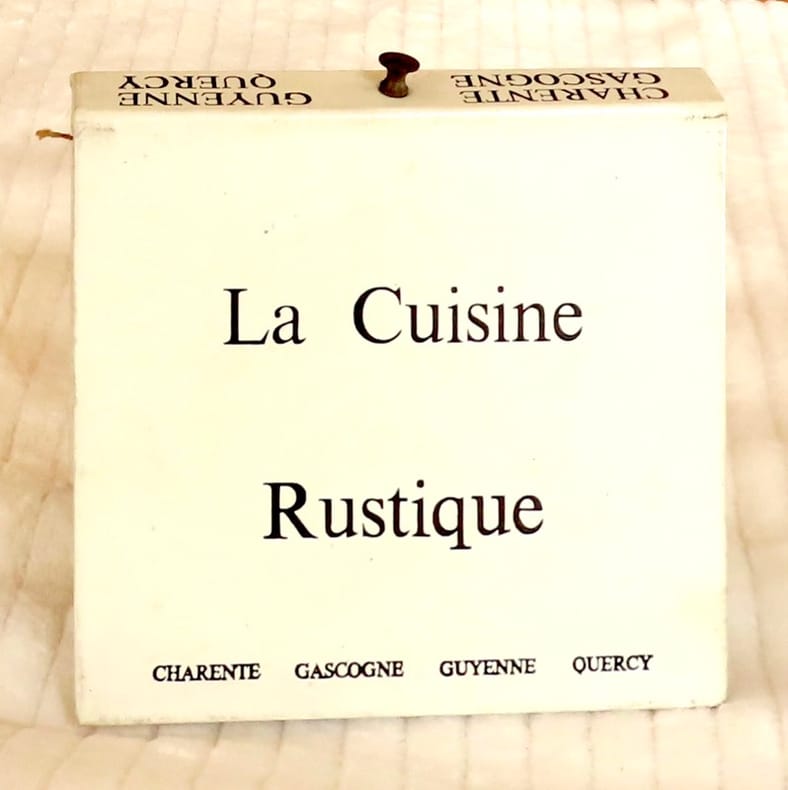 CHARENTE
GASCOGNE
GUYENNE
QUERCY
La Cuisine
Rustique
CHARENTE GASCOGNE GUYENNE QUERCY